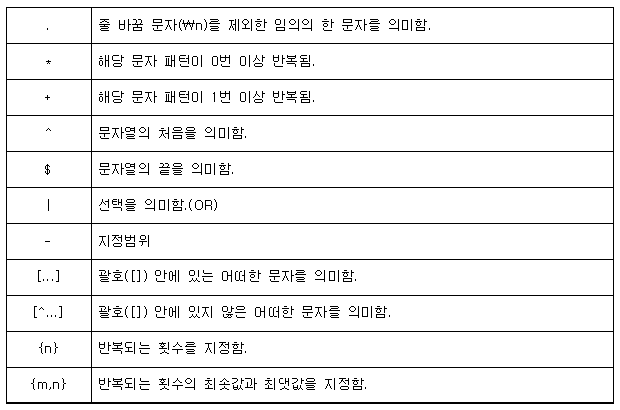 . 줄 바꿈 문자(₩n)를 제외한 임의의 한 문자를 의미함.
* 해당 문자 패턴이 0번 이상 반복됨.
+ 해당 문자 패턴이 1번 이상 반복됨.
^ 문자열의 처음을 의미함.
$ 문자열의 끝을 의미함.
| 선택을 의미함.(OR)
- 지정범위
[...] 괄호([]) 안에 있는 어떠한 문자를 의미함.
[^...] 괄호([]) 안에 있지 않은 어떠한 문자를 의미함.
{n} 반복되는 횟수를 지정함.
{m,n} 반복되는 횟수의 최솟값과 최댓값을 지정함.